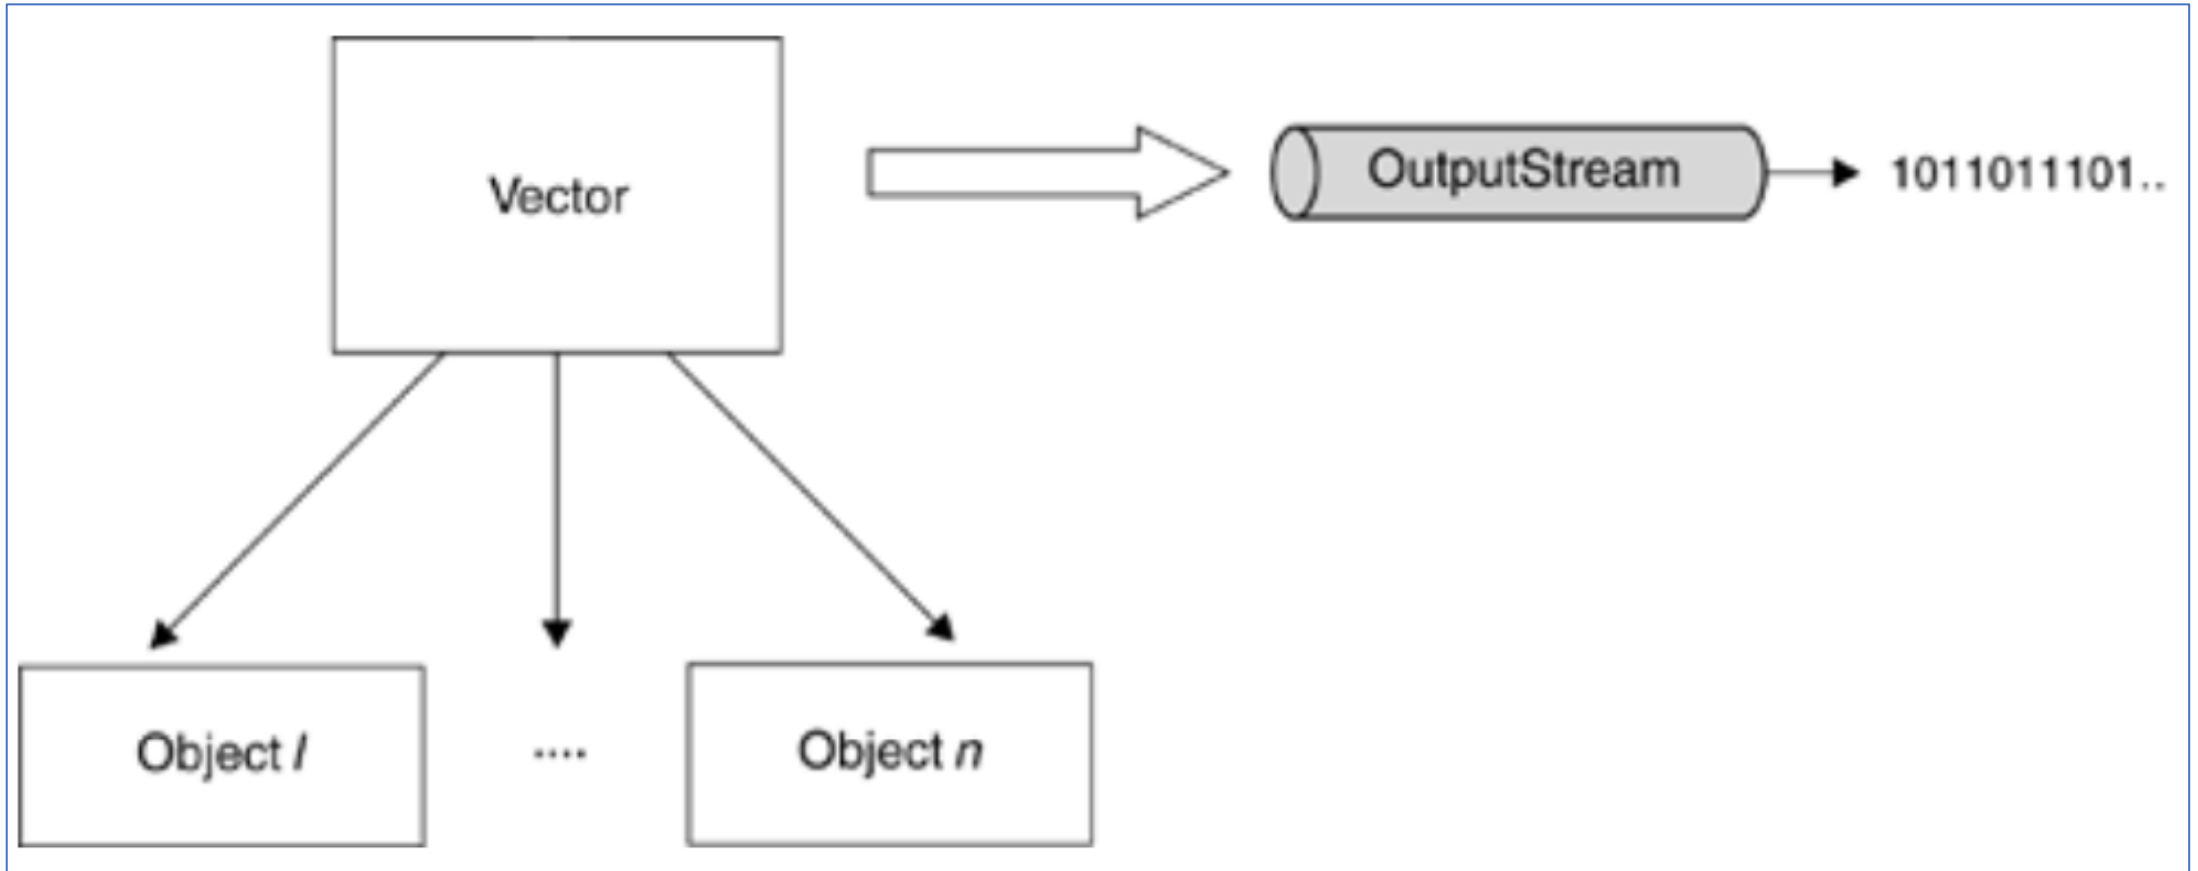 Vector
OutputStream
1011011101..
Object l
....
Object n